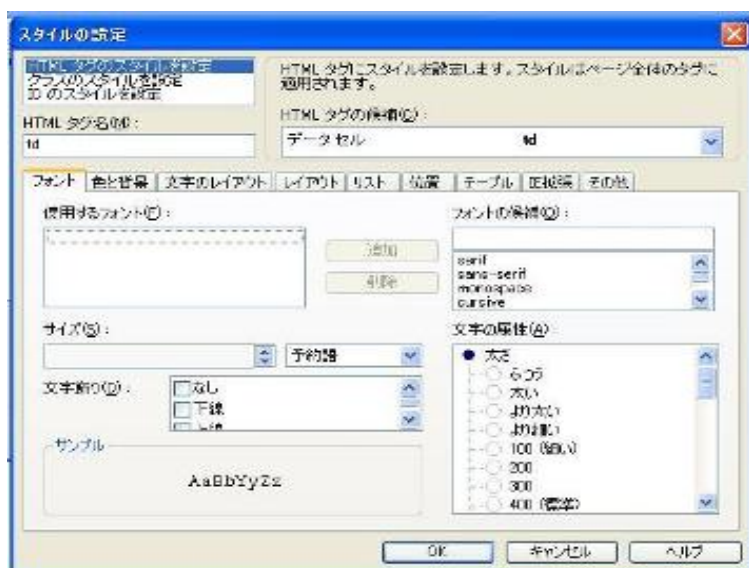 スタイルの設定
HTML タグのスタイルを設定
クラスのスタイルを設定
ID のスタイルを設定
HTML タグにスタイルを設定します。スタイルはページ全体のタグに
適用されます。
HTML タグ名(M):
td
HTML タグの候補(C):
データ セル td
フォント 色と背景 文字のレイアウト レイアウト リスト 位置 テーブル IE拡張 その他
使用するフォント(F):
追加
削除
フォントの候補(O):
serif
sans-serif
monospace
cursive
サイズ(S):
予約語
文字飾り(D):
なし
下線
上線
サンプル
AaBbYyZz
文字の属性(A)
太さ
ふつう
太い
より太い
より細い
100 (細い)
200
300
400 (標準)
OK キャンセル ヘルプ